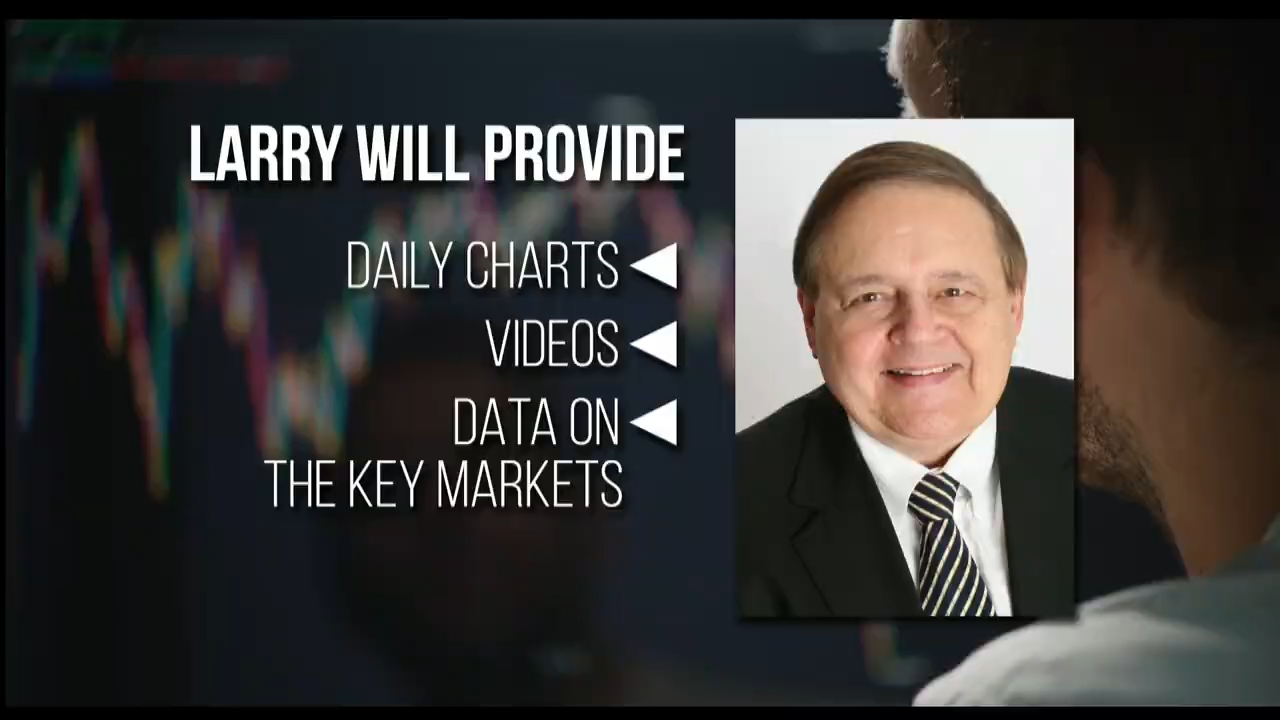 LARRY WILL PROVIDE
DAILY CHARTS
VIDEOS
DATA ON
THE KEY MARKETS